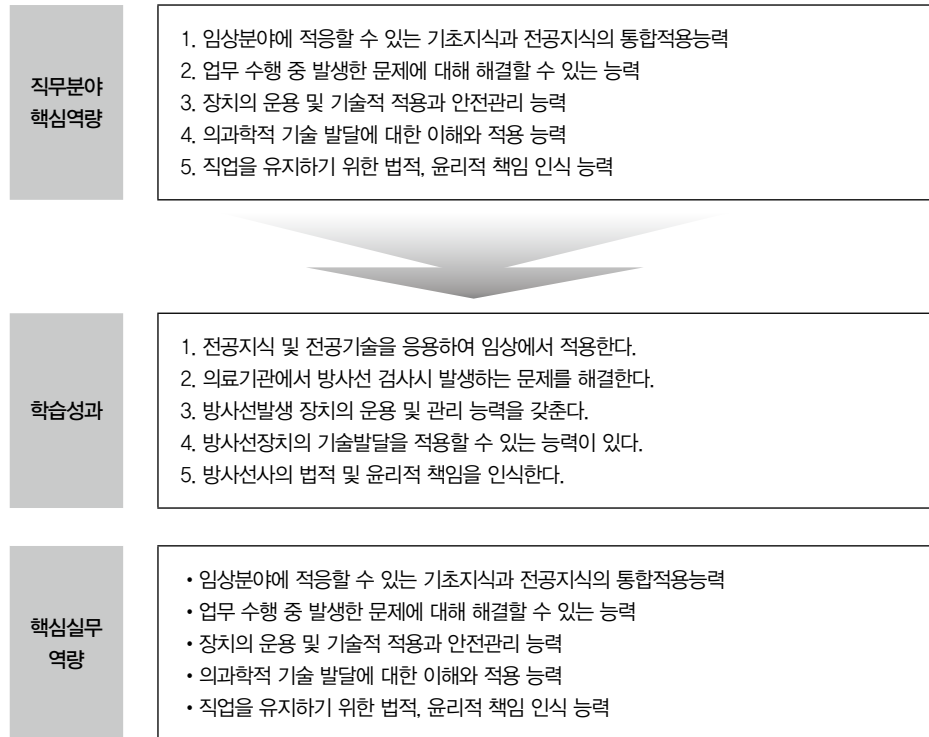 직무분야
핵심역량
1. 임상분야에 적응할 수 있는 기초지식과 전공지식의 통합적용능력
2. 업무 수행 중 발생한 문제에 대해 해결할 수 있는 능력
3. 장치의 운용 및 기술적 적용과 안전관리 능력
4. 의과학적 기술 발달에 대한 이해와 적용 능력
5. 직업을 유지하기 위한 법적, 윤리적 책임 인식 능력
학습성과
1. 전공지식 및 전공기술을 응용하여 임상에서 적용한다.
2. 의료기관에서 방사선 검사시 발생하는 문제를 해결한다.
3. 방사선발생 장치의 운용 및 관리 능력을 갖춘다.
4. 방사선장치의 기술발달을 적용할 수 있는 능력이 있다.
5. 방사선사의 법적 및 윤리적 책임을 인식한다.
핵심실무
역량
• 임상분야에 적응할 수 있는 기초지식과 전공지식의 통합적용능력
• 업무 수행 중 발생한 문제에 대해 해결할 수 있는 능력
• 장치의 운용 및 기술적 적용과 안전관리 능력
• 의과학적 기술 발달에 대한 이해와 적용 능력
• 직업을 유지하기 위한 법적, 윤리적 책임 인식 능력